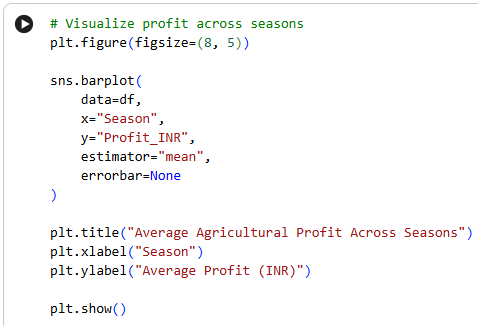 # Visualize profit across seasons
plt.figure(figsize=(8, 5))
sns.barplot(
    data=df,
    x="Season",
    y="Profit_INR",
    estimator="mean",
    errorbar=None
)
plt.title("Average Agricultural Profit Across Seasons")
plt.xlabel("Season")
plt.ylabel("Average Profit (INR)")
plt.show()